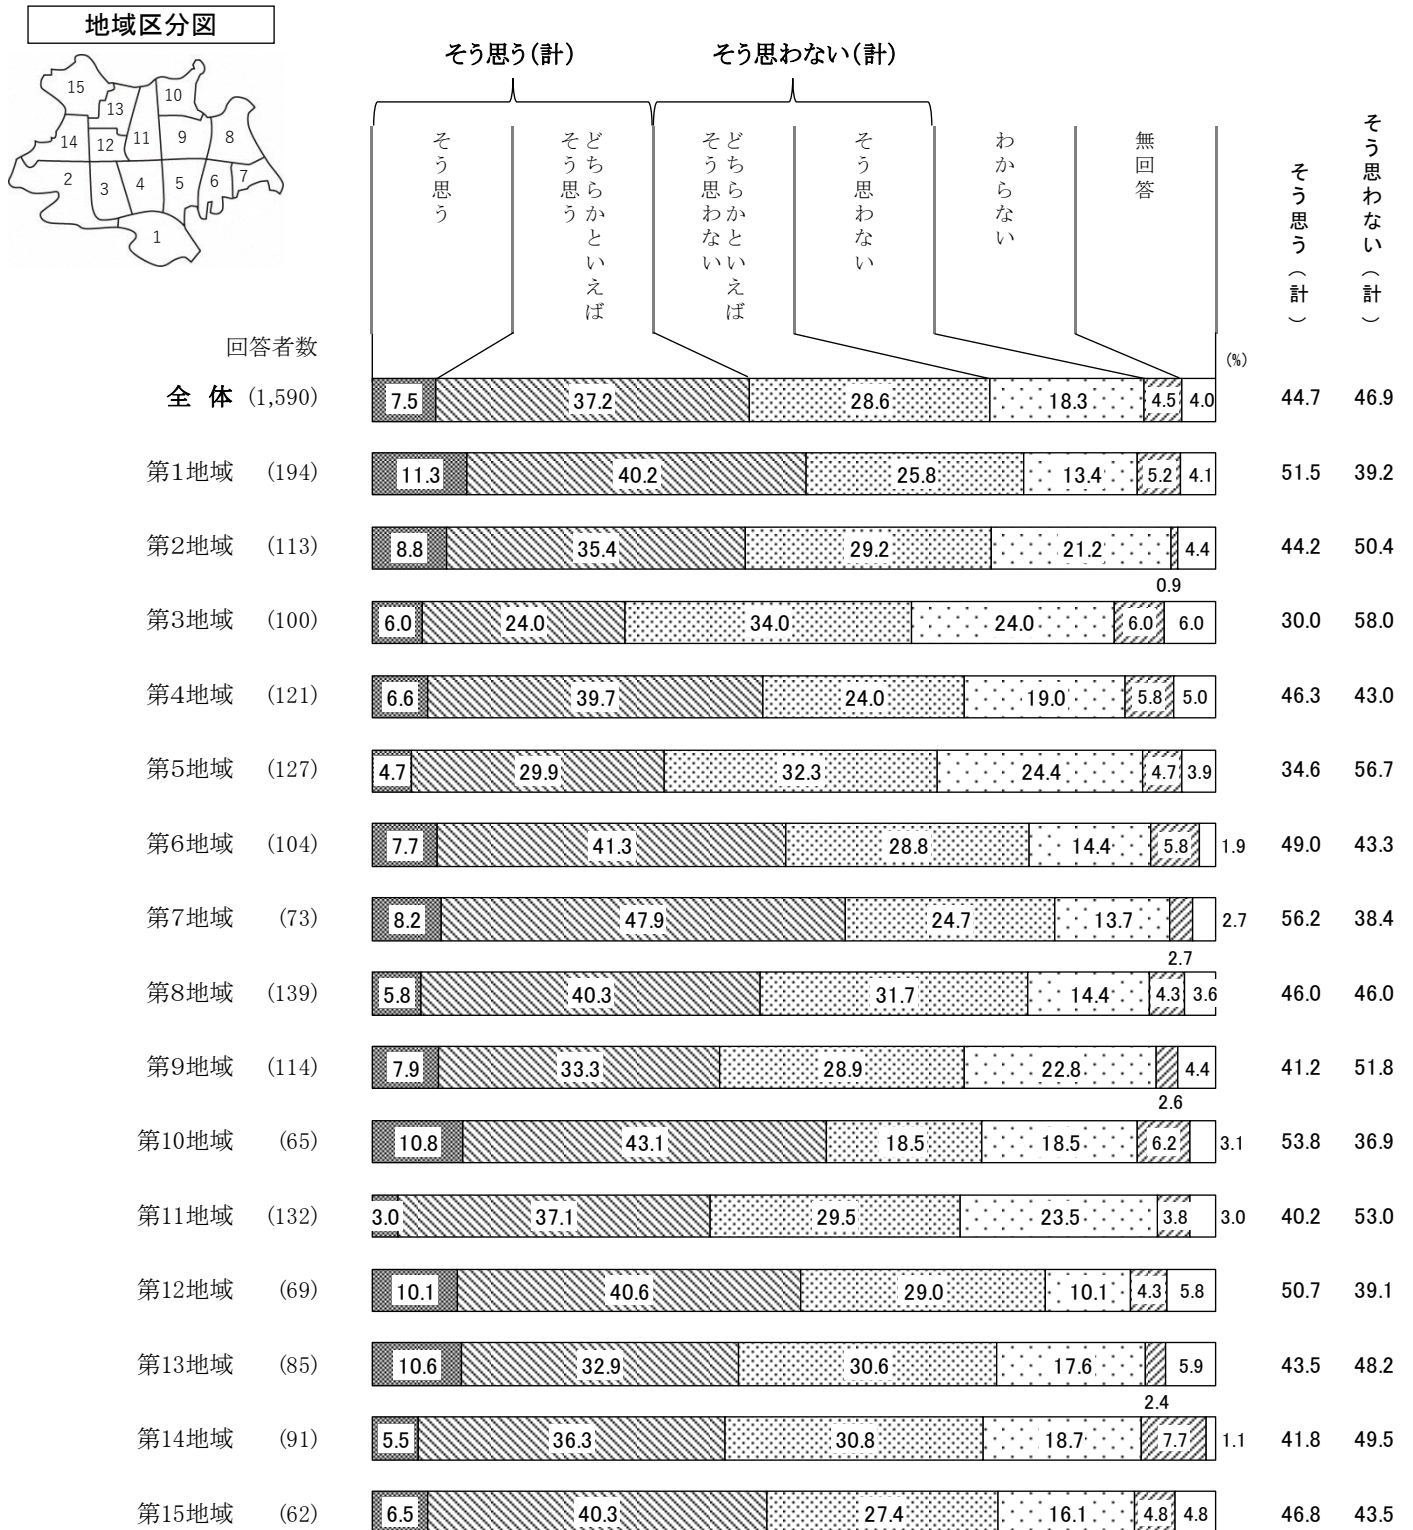 地域区分図
15
10
13
14
12
11
9
8
2
3
4
5
6
7
1
そう思う(計)
そう思わない(計)
そう思う
どちらかといえば
そう思う
どちらかといえば
そう思わない
そう思わない
わからない
無回答
そう思う(計)
そう思わない(計)
回答者数
(%)
全 体 (1,590) 7.5 37.2 28.6 18.3 4.5 4.0 44.7 46.9
第1地域 (194) 11.3 40.2 25.8 13.4 5.2 4.1 51.5 39.2
第2地域 (113) 8.8 35.4 29.2 21.2 4.4 44.2 50.4
0.9
第3地域 (100) 6.0 24.0 34.0 24.0 6.0 6.0 30.0 58.0
第4地域 (121) 6.6 39.7 24.0 19.0 5.8 5.0 46.3 43.0
第5地域 (127) 4.7 29.9 32.3 24.4 4.7 3.9 34.6 56.7
第6地域 (104) 7.7 41.3 28.8 14.4 5.8 1.9 49.0 43.3
第7地域 (73) 8.2 47.9 24.7 13.7 2.7 56.2 38.4
2.7
第8地域 (139) 5.8 40.3 31.7 14.4 4.3 3.6 46.0 46.0
第9地域 (114) 7.9 33.3 28.9 22.8 4.4 41.2 51.8
2.6
第10地域 (65) 10.8 43.1 18.5 18.5 6.2 3.1 53.8 36.9
第11地域 (132) 3.0 37.1 29.5 23.5 3.8 3.0 40.2 53.0
第12地域 (69) 10.1 40.6 29.0 10.1 4.3 5.8 50.7 39.1
第13地域 (85) 10.6 32.9 30.6 17.6 5.9 43.5 48.2
2.4
第14地域 (91) 5.5 36.3 30.8 18.7 7.7 1.1 41.8 49.5
第15地域 (62) 6.5 40.3 27.4 16.1 4.8 4.8 46.8 43.5